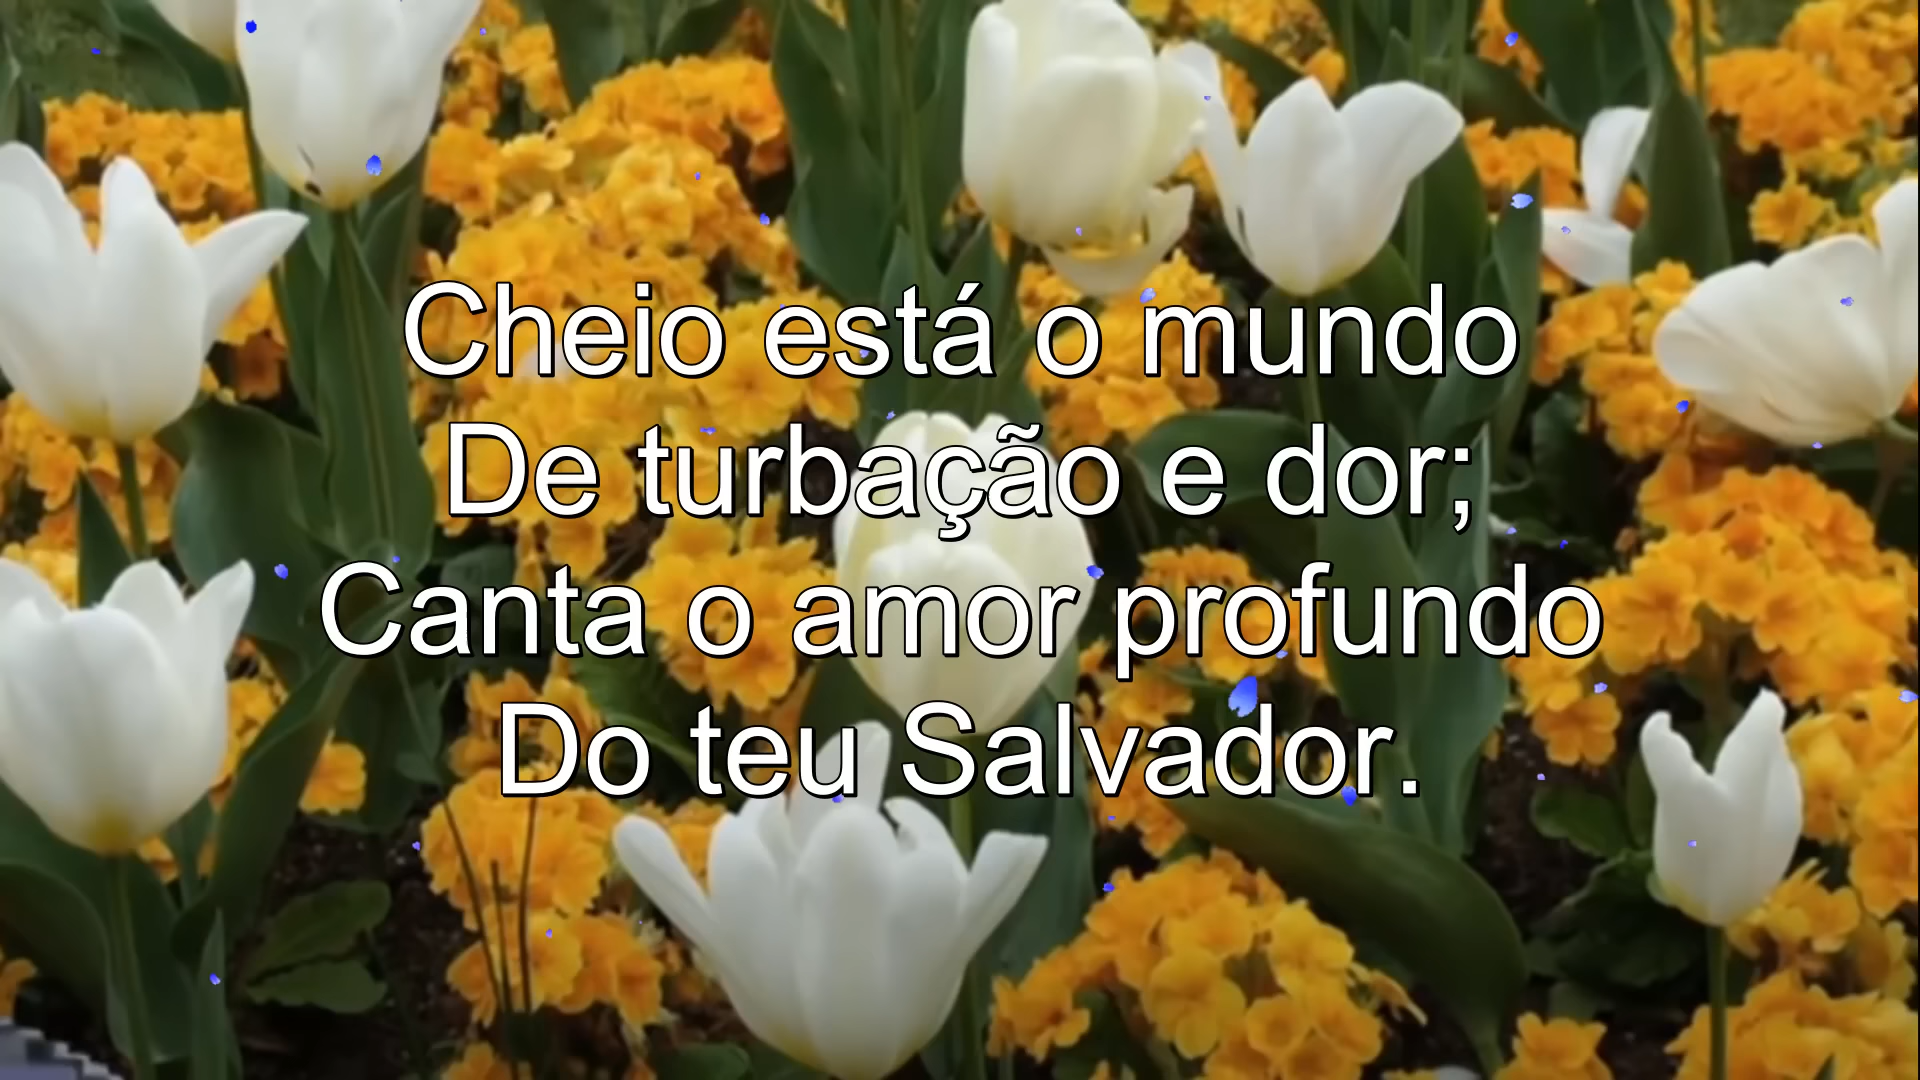 Cheio está o mundo
De turbação e dor;
Canta o amor profundo
Do teu Salvador.